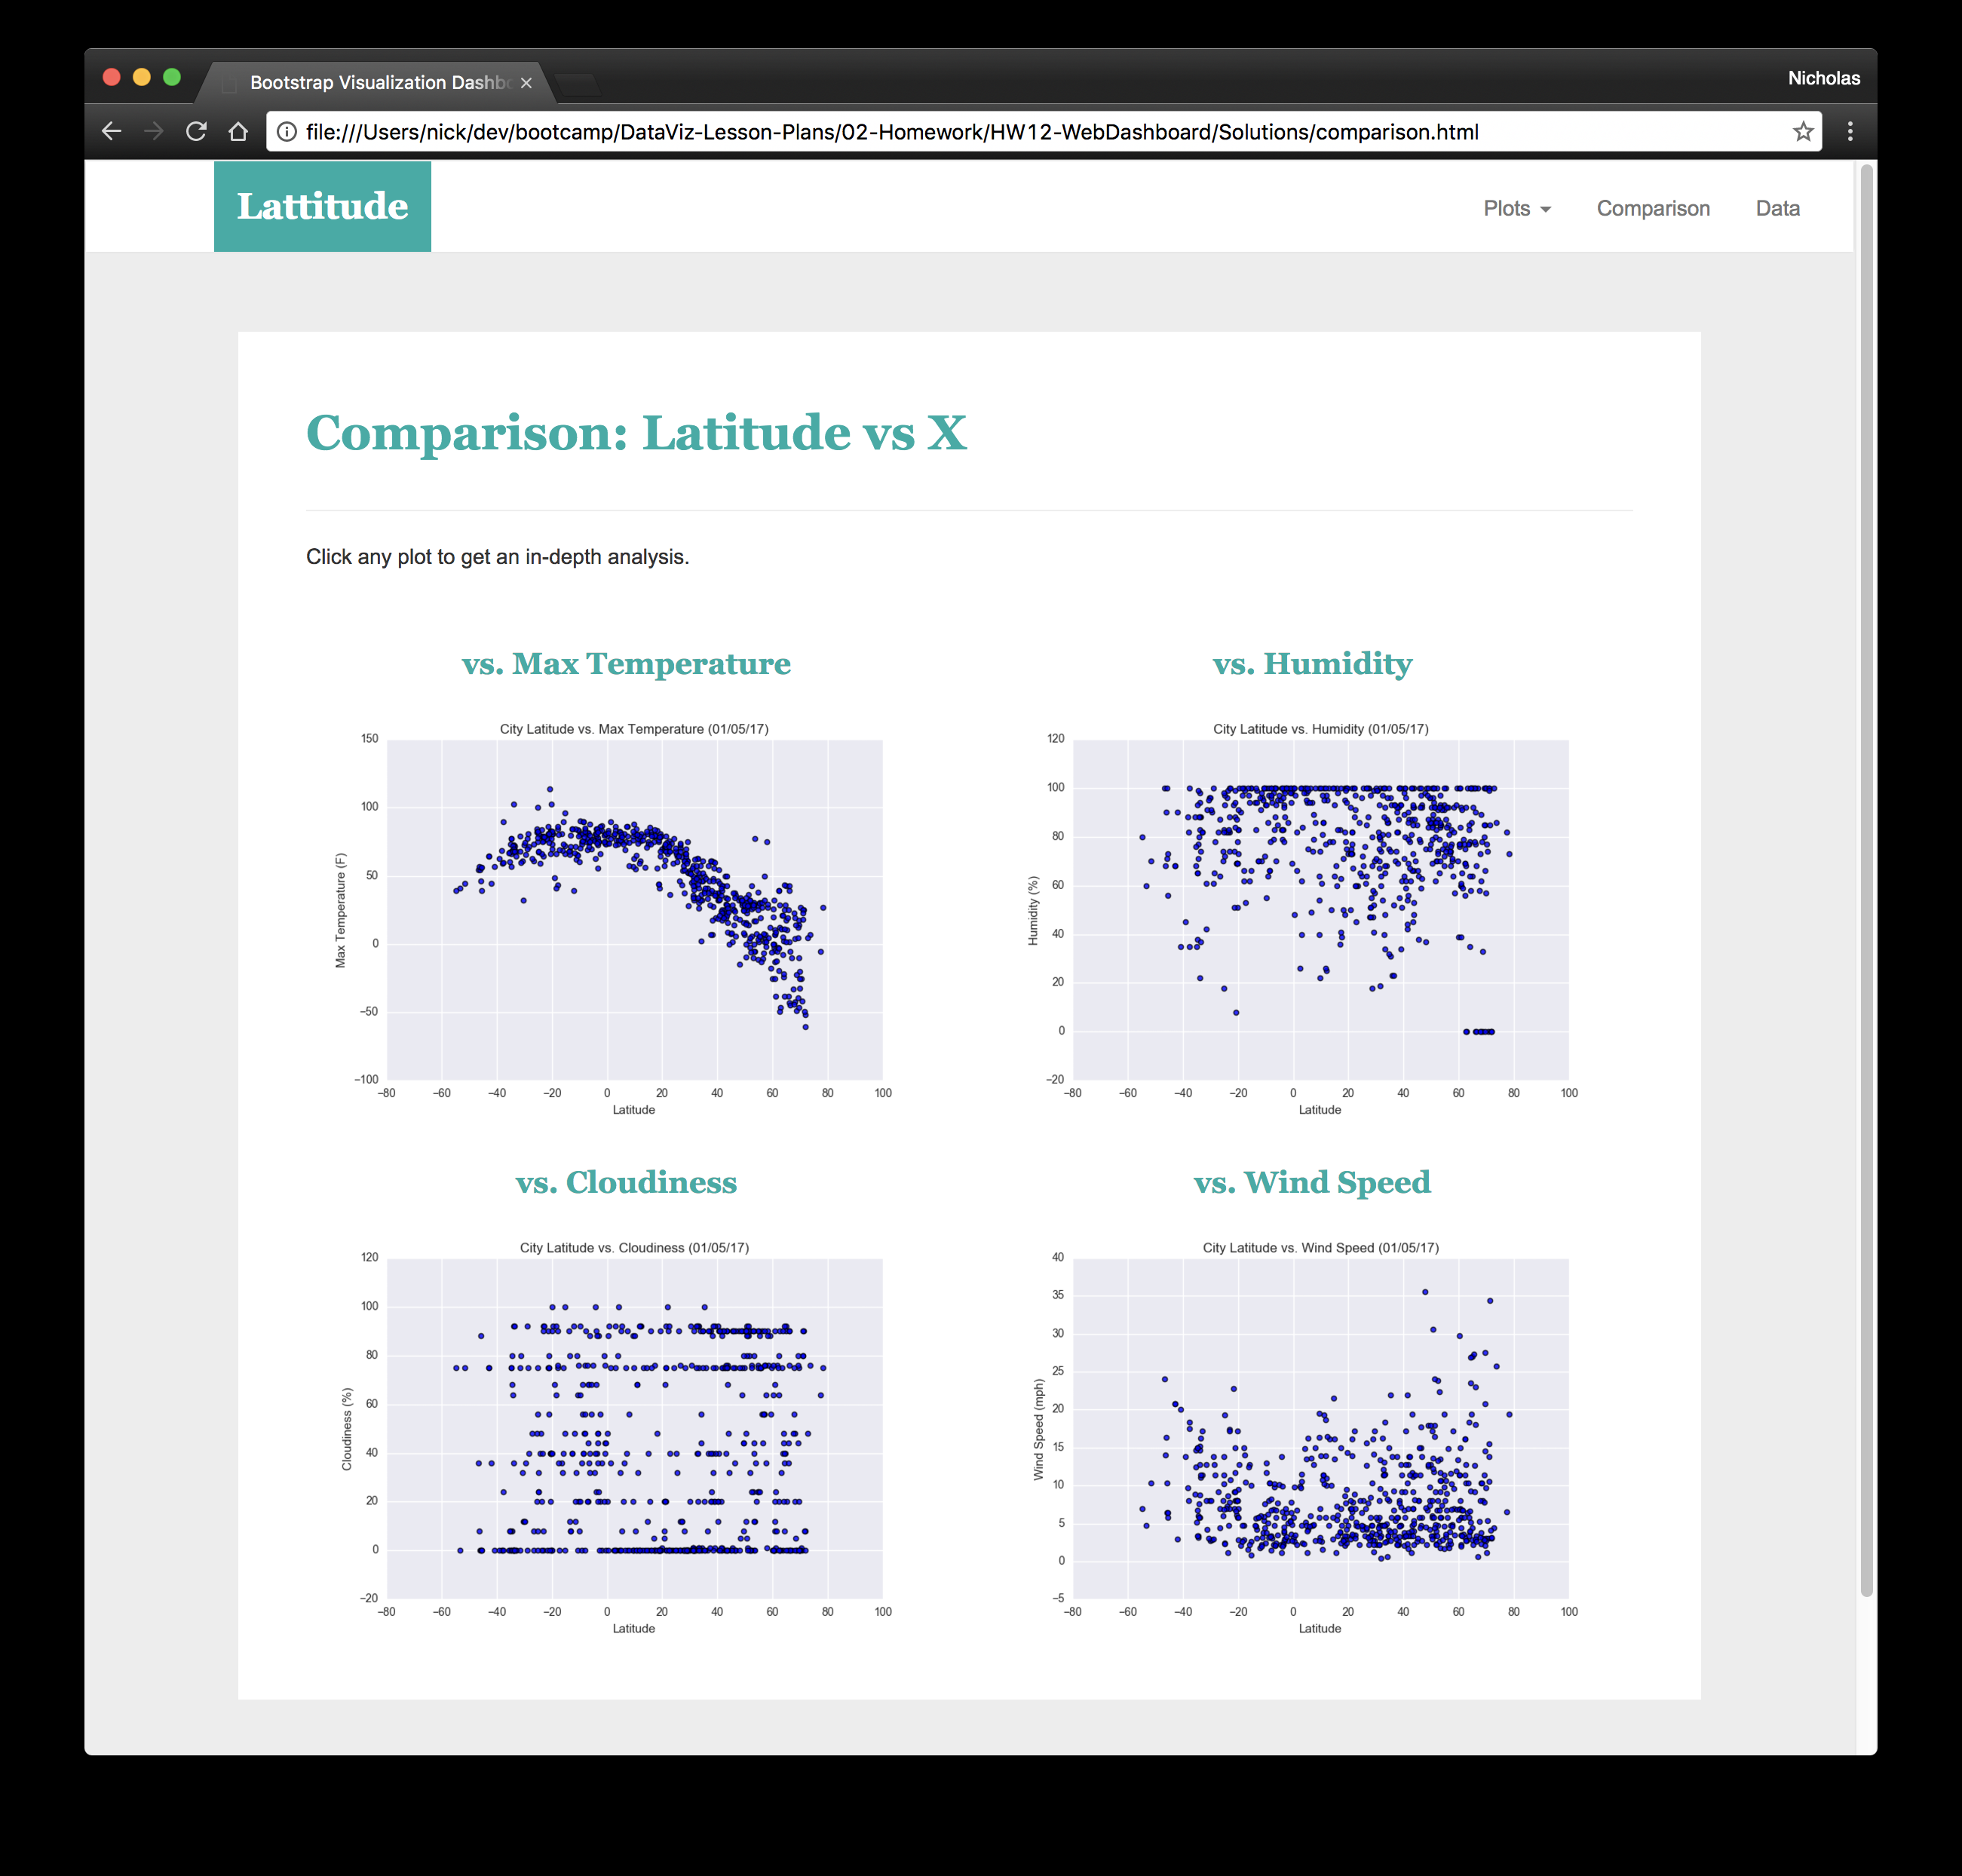 Bootstrap Visualization Dashbo
Nicholas
file:///Users/nick/dev/bootcamp/DataViz-Lesson-Plans/02-Homework/HW12-WebDashboard/Solutions/comparison.html
Lattitude
Plots
Comparison
Data
Comparison: Latitude vs X
Click any plot to get an in-depth analysis.
vs. Max Temperature
City Latitude vs. Max Temperature (01/05/17)
Max Temperature (F)
150
100
50
0
−50
−100
−80 −60 −40 −20 0 20 40 60 80 100
Latitude
vs. Humidity
City Latitude vs. Humidity (01/05/17)
Humidity (%)
120
100
80
60
40
20
0
−20
−80 −60 −40 −20 0 20 40 60 80 100
Latitude
vs. Cloudiness
City Latitude vs. Cloudiness (01/05/17)
Cloudiness (%)
120
100
80
60
40
20
0
−20
−80 −60 −40 −20 0 20 40 60 80 100
Latitude
vs. Wind Speed
City Latitude vs. Wind Speed (01/05/17)
Wind Speed (mph)
40
35
30
25
20
15
10
5
0
−5
−80 −60 −40 −20 0 20 40 60 80 100
Latitude